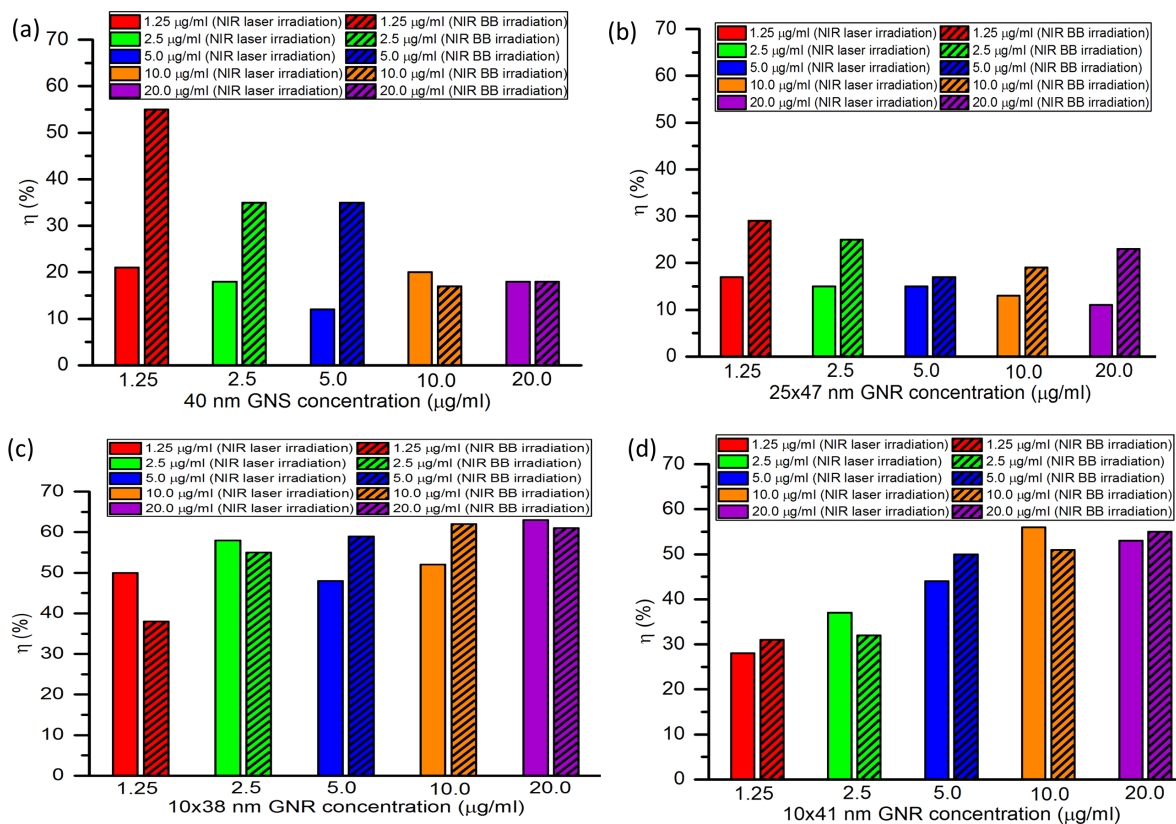 (a)
1.25 μg/ml (NIR laser irradiation) 1.25 μg/ml (NIR BB irradiation)
2.5 μg/ml (NIR laser irradiation) 2.5 μg/ml (NIR BB irradiation)
5.0 μg/ml (NIR laser irradiation) 5.0 μg/ml (NIR BB irradiation)
10.0 μg/ml (NIR laser irradiation) 10.0 μg/ml (NIR BB irradiation)
20.0 μg/ml (NIR laser irradiation) 20.0 μg/ml (NIR BB irradiation)
70
60
50
40
30
20
10
0
η (%)
1.25 2.5 5.0 10.0 20.0
40 nm GNS concentration (μg/ml)
(b)
1.25 μg/ml (NIR laser irradiation) 1.25 μg/ml (NIR BB irradiation)
2.5 μg/ml (NIR laser irradiation) 2.5 μg/ml (NIR BB irradiation)
5.0 μg/ml (NIR laser irradiation) 5.0 μg/ml (NIR BB irradiation)
10.0 μg/ml (NIR laser irradiation) 10.0 μg/ml (NIR BB irradiation)
20.0 μg/ml (NIR laser irradiation) 20.0 μg/ml (NIR BB irradiation)
70
60
50
40
30
20
10
0
η (%)
1.25 2.5 5.0 10.0 20.0
25x47 nm GNR concentration (μg/ml)
(c)
1.25 μg/ml (NIR laser irradiation) 1.25 μg/ml (NIR BB irradiation)
2.5 μg/ml (NIR laser irradiation) 2.5 μg/ml (NIR BB irradiation)
5.0 μg/ml (NIR laser irradiation) 5.0 μg/ml (NIR BB irradiation)
10.0 μg/ml (NIR laser irradiation) 10.0 μg/ml (NIR BB irradiation)
20.0 μg/ml (NIR laser irradiation) 20.0 μg/ml (NIR BB irradiation)
70
60
50
40
30
20
10
0
η (%)
1.25 2.5 5.0 10.0 20.0
10x38 nm GNR concentration (μg/ml)
(d)
1.25 μg/ml (NIR laser irradiation) 1.25 μg/ml (NIR BB irradiation)
2.5 μg/ml (NIR laser irradiation) 2.5 μg/ml (NIR BB irradiation)
5.0 μg/ml (NIR laser irradiation) 5.0 μg/ml (NIR BB irradiation)
10.0 μg/ml (NIR laser irradiation) 10.0 μg/ml (NIR BB irradiation)
20.0 μg/ml (NIR laser irradiation) 20.0 μg/ml (NIR BB irradiation)
70
60
50
40
30
20
10
0
η (%)
1.25 2.5 5.0 10.0 20.0
10x41 nm GNR concentration (μg/ml)